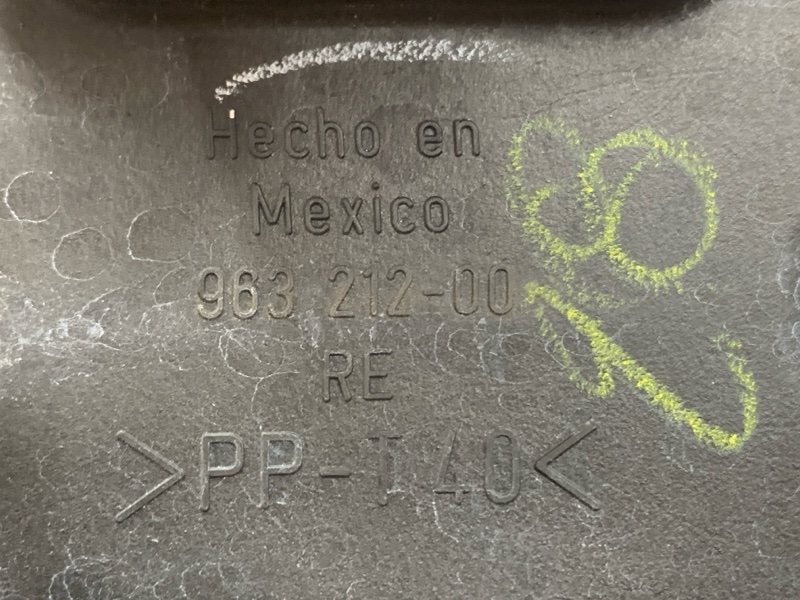 Hecho en
Mexico
963 212-00
RE
>PP-T40<